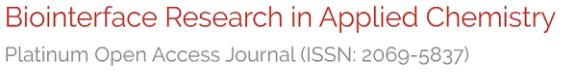 Biointerface Research in Applied Chemistry
Platinum Open Access Journal (ISSN: 2069-5837)